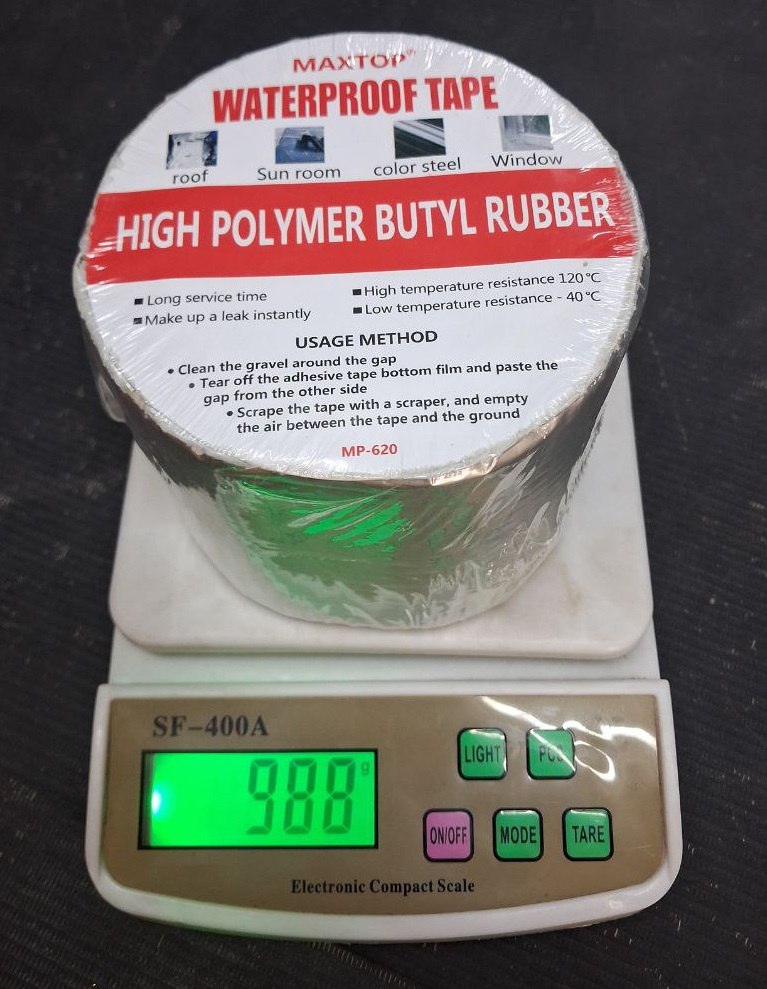 MAXTOP®
WATERPROOF TAPE
roof Sun room color steel Window
HIGH POLYMER BUTYL RUBBER
■ Long service time ■ High temperature resistance 120℃
■ Make up a leak instantly ■ Low temperature resistance - 40℃
USAGE METHOD
• Clean the gravel around the gap
• Tear off the adhesive tape bottom film and paste the
gap from the other side
• Scrape the tape with a scraper, and empty
the air between the tape and the ground
MP-620
SF-400A
LIGHT PCS
988 g
ON/OFF MODE TARE
Electronic Compact Scale